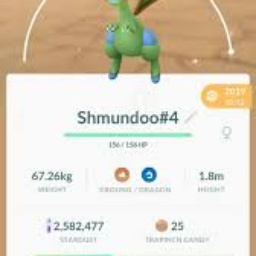 2019
Shmundoo#4
156 / 156 HP
67.26kg
1.8m
WEIGHT
GROUND / DRAGON
HEIGHT
2,582,477
25
STARDUST
TRAPINCH CANDY